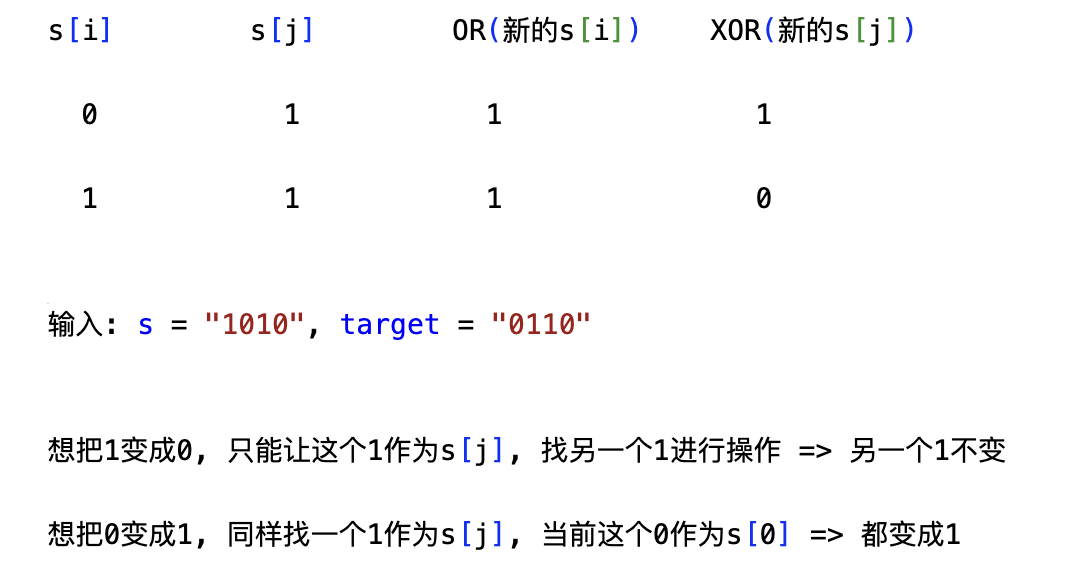 s[i] s[j] OR(新的s[i]) XOR(新的s[j])
0 1 1 1
1 1 1 0
输入: s = "1010", target = "0110"
想把1变成0, 只能让这个1作为s[j], 找另一个1进行操作 => 另一个1不变
想把0变成1, 同样找一个1作为s[j], 当前这个0作为s[0] => 都变成1